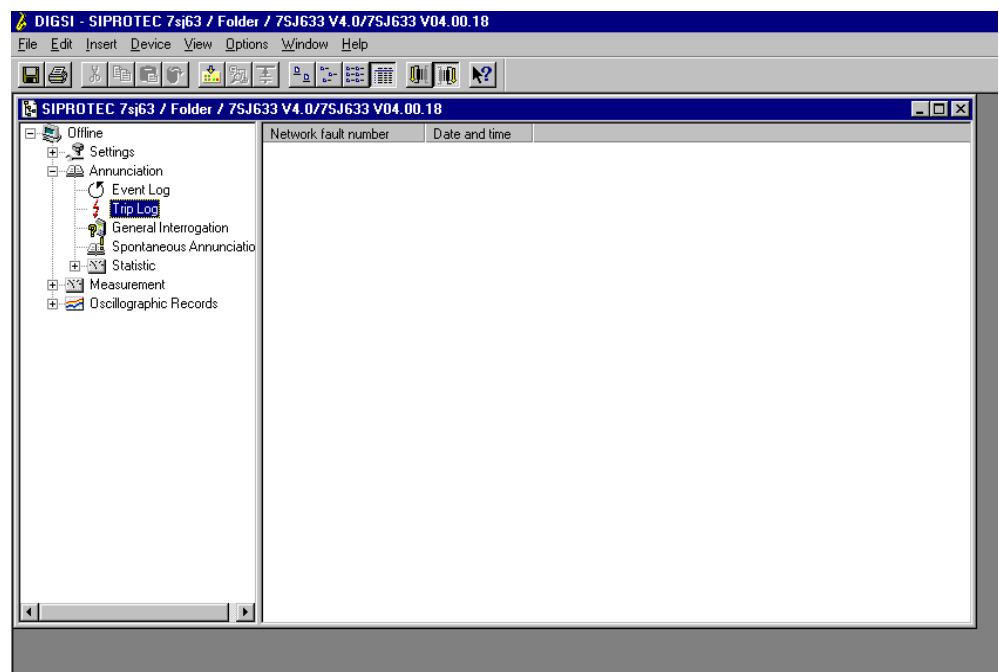 DIGSI - SIPROTEC 7sj63 / Folder / 7SJ633 V4.0/7SJ633 V04.00.18
File Edit Insert Device View Options Window Help
SIPROTEC 7sj63 / Folder / 7SJ633 V4.0/7SJ633 V04.00.18
Offline
Settings
Annunciation
Event Log
Trip Log
General Interrogation
Spontaneous Annunciatio
Statistic
Measurement
Oscillographic Records
Network fault number Date and time